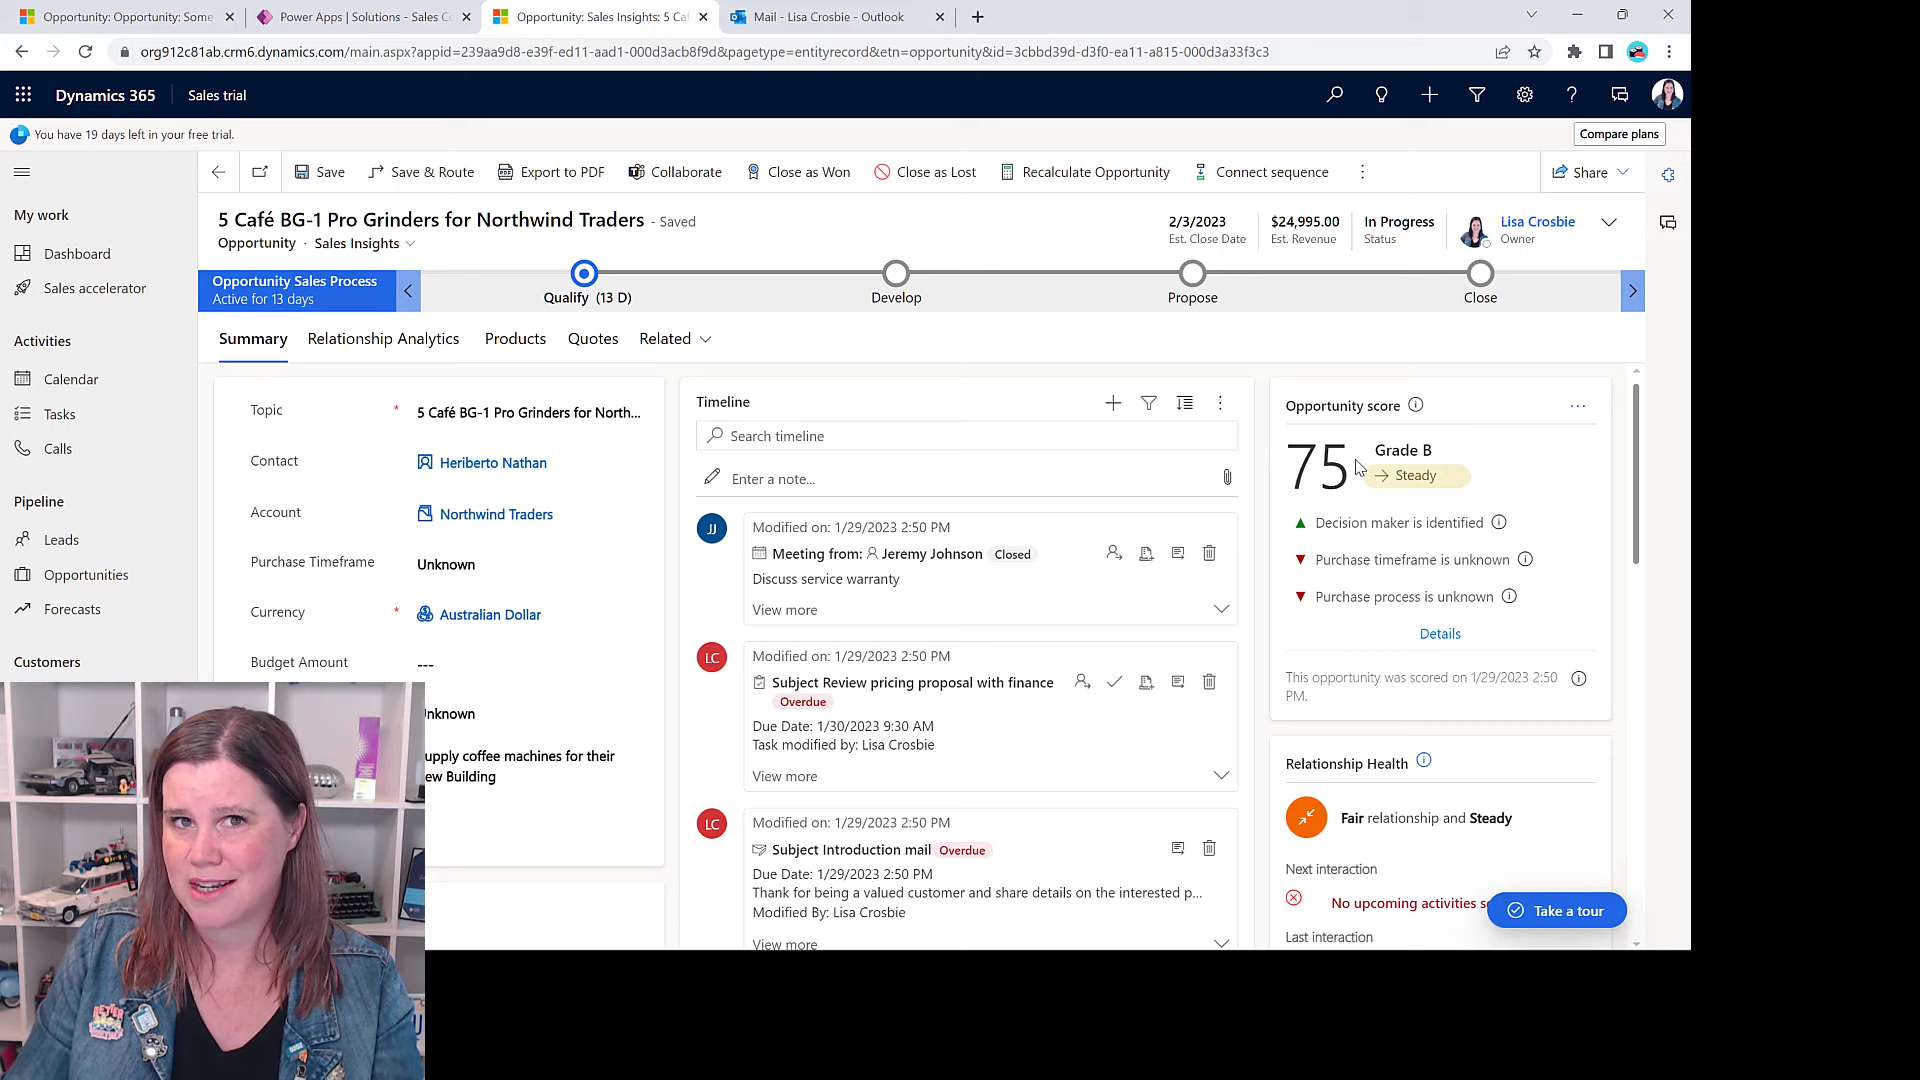 Opportunity: Opportunity: Some
Power Apps | Solutions - Sales Co
Opportunity: Sales Insights: 5 Caf
Mail - Lisa Crosbie - Outlook
org912c81ab.crm6.dynamics.com/main.aspx?appid=239aa9d8-e39f-ed11-aad1-000d3acb8f9d&pagetype=entityrecord&etn=opportunity&id=3cbbd39d-d3f0-ea11-a815-000d3a33f3c3
Dynamics 365
Sales trial
You have 19 days left in your free trial.
Compare plans
Save
Save & Route
Export to PDF
Collaborate
Close as Won
Close as Lost
Recalculate Opportunity
Connect sequence
Share
My work
Dashboard
Sales accelerator
Activities
Calendar
Tasks
Calls
Pipeline
Leads
Opportunities
Forecasts
Customers
5 Café BG-1 Pro Grinders for Northwind Traders - Saved
Opportunity · Sales Insights
2/3/2023
Est. Close Date
$24,995.00
Est. Revenue
In Progress
Status
Lisa Crosbie
Owner
Opportunity Sales Process
Active for 13 days
Qualify (13 D)
Develop
Propose
Close
Summary
Relationship Analytics
Products
Quotes
Related
Topic * 5 Café BG-1 Pro Grinders for North...
Contact Heriberto Nathan
Account Northwind Traders
Purchase Timeframe Unknown
Currency * Australian Dollar
Budget Amount ---
Unknown
upply coffee machines for their
ew Building
Timeline
Search timeline
Enter a note...
JJ
Modified on: 1/29/2023 2:50 PM
Meeting from: Jeremy Johnson Closed
Discuss service warranty
View more
LC
Modified on: 1/29/2023 2:50 PM
Subject Review pricing proposal with finance
Overdue
Due Date: 1/30/2023 9:30 AM
Task modified by: Lisa Crosbie
View more
LC
Modified on: 1/29/2023 2:50 PM
Subject Introduction mail Overdue
Due Date: 1/29/2023 2:50 PM
Thank for being a valued customer and share details on the interested p...
Modified By: Lisa Crosbie
View more
Opportunity score
75
Grade B
Steady
Decision maker is identified
Purchase timeframe is unknown
Purchase process is unknown
Details
This opportunity was scored on 1/29/2023 2:50
PM.
Relationship Health
Fair relationship and Steady
Next interaction
No upcoming activities s
Take a tour
Last interaction